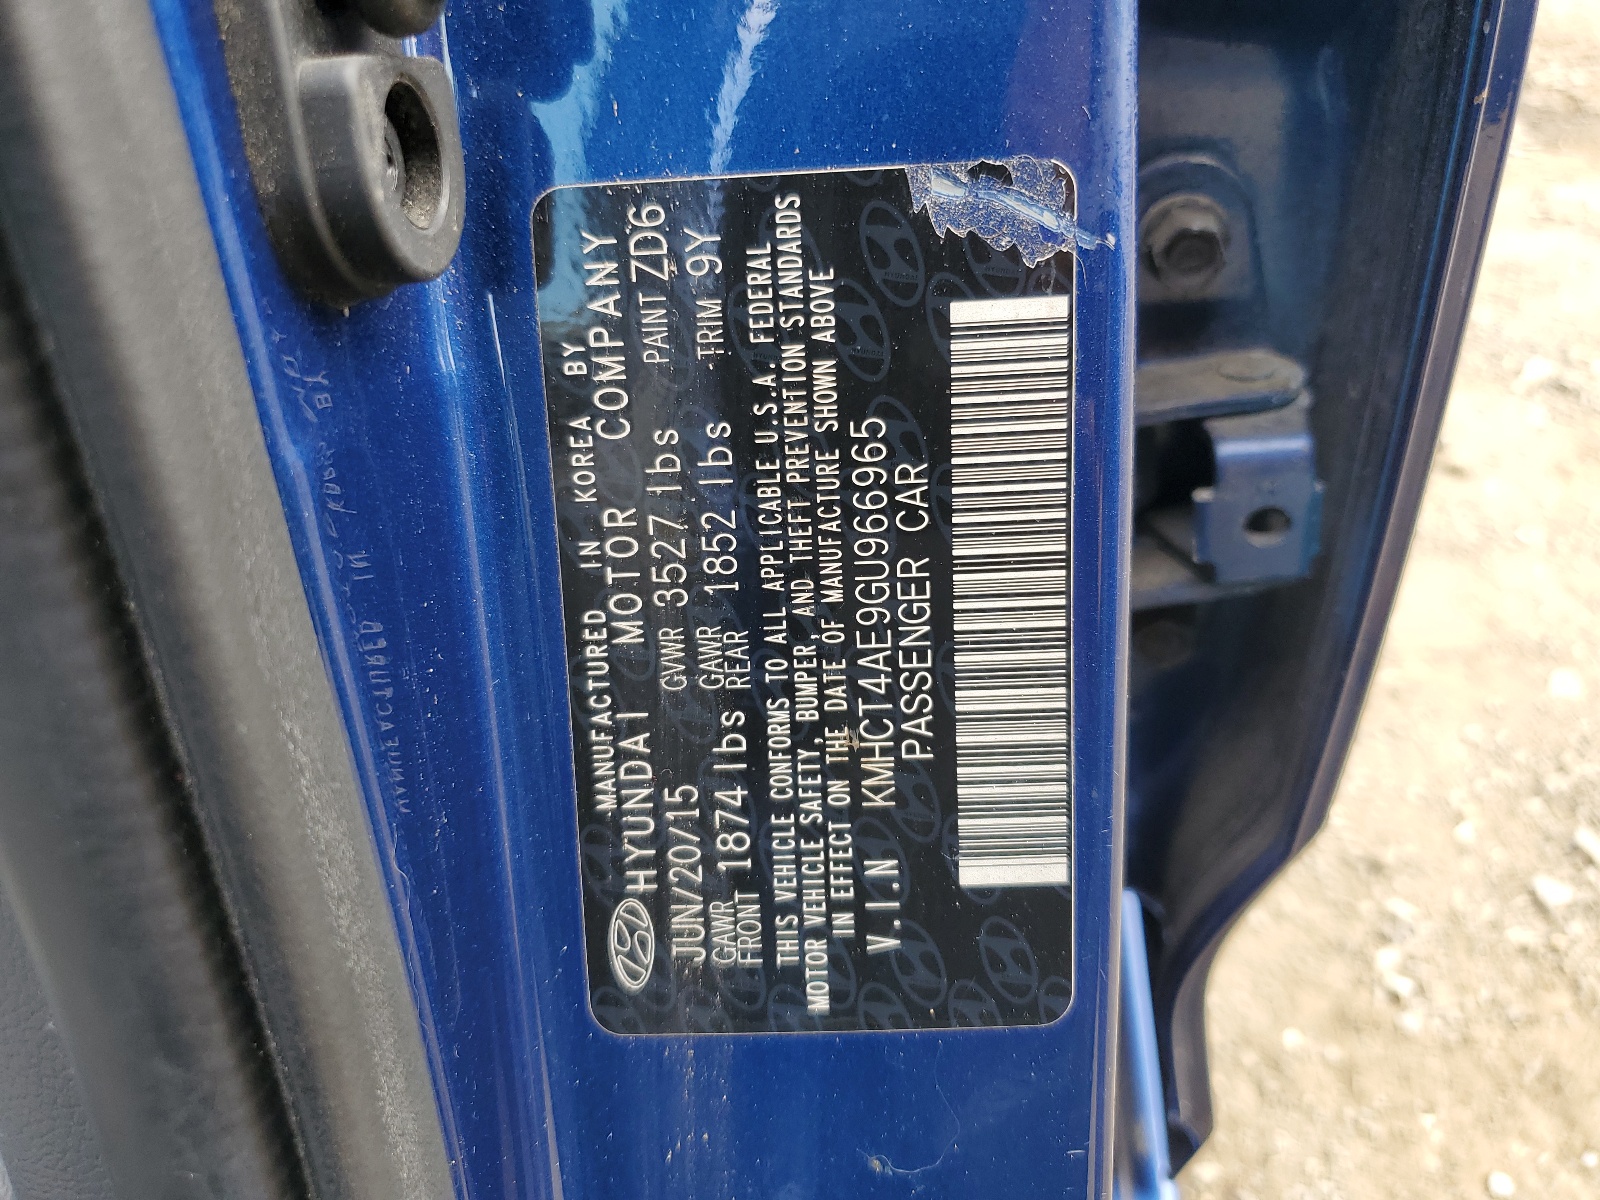 MANUFACTURED IN KOREA BY
HYUNDAI MOTOR COMPANY
JUN/20/15 GVWR 3527 lbs PAINT ZD6
GAWR FRONT 1874 lbs GAWR REAR 1852 lbs TRIM 9Y
THIS VEHICLE CONFORMS TO ALL APPLICABLE U.S.A. FEDERAL
MOTOR VEHICLE SAFETY, BUMPER, AND THEFT PREVENTION STANDARDS
IN EFFECT ON THE DATE OF MANUFACTURE SHOWN ABOVE
V.I.N KMHCT4AE9GU966965
PASSENGER CAR